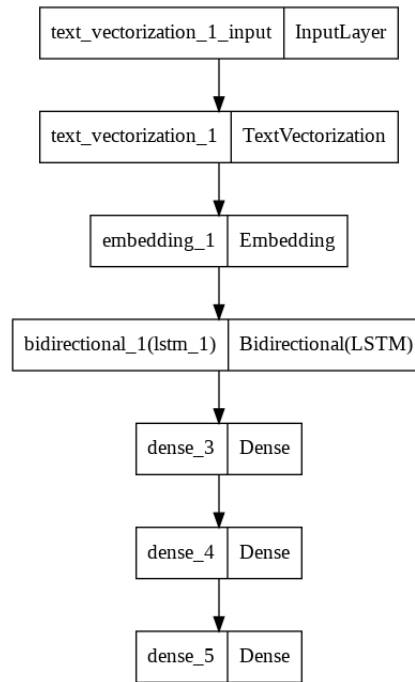 text_vectorization_1_input InputLayer
text_vectorization_1 TextVectorization
embedding_1 Embedding
bidirectional_1(lstm_1) Bidirectional(LSTM)
dense_3 Dense
dense_4 Dense
dense_5 Dense